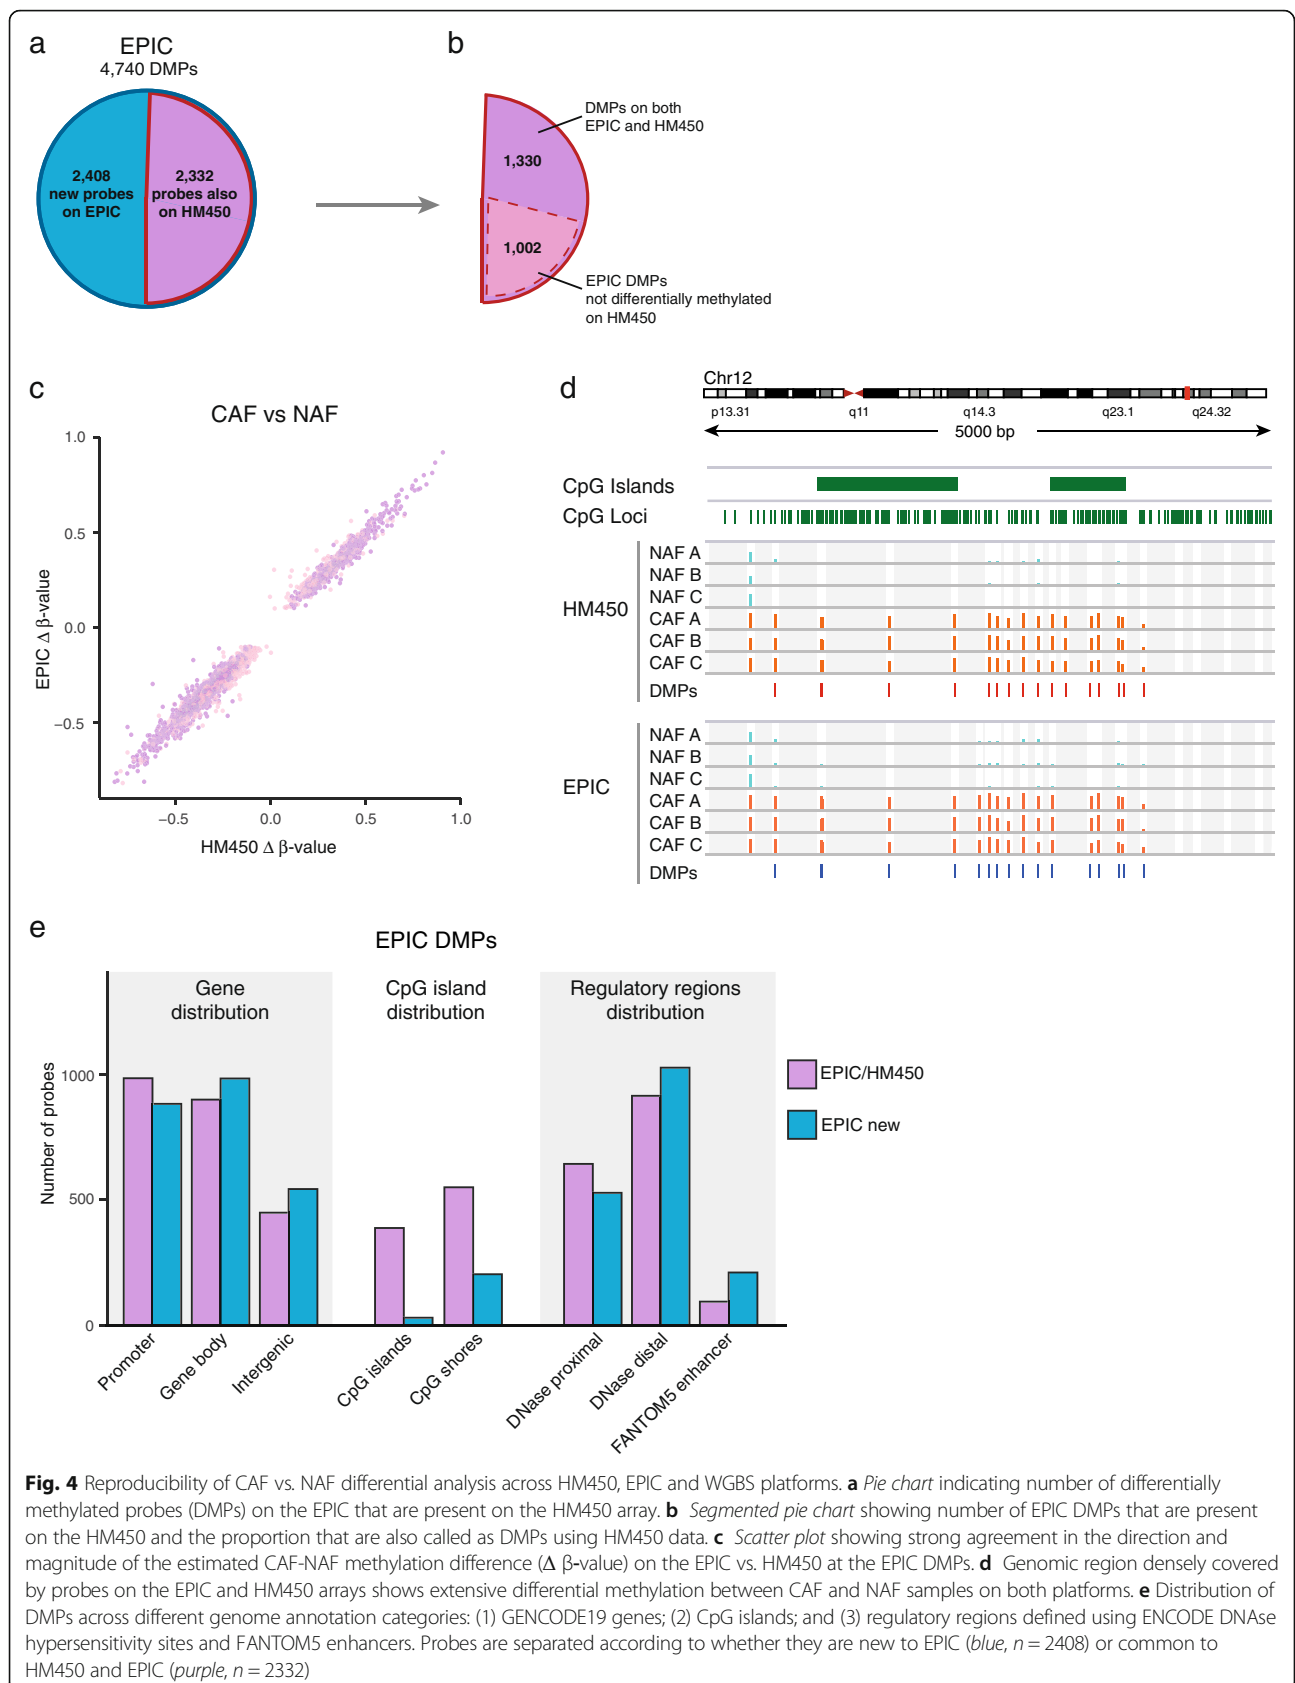 a
EPIC
4,740 DMPs
2,408
new probes
on EPIC
2,332
probes also
on HM450
b
DMPs on both
EPIC and HM450
1,330
1,002
EPIC DMPs
not differentially methylated
on HM450
c
CAF vs NAF
1.0
0.5
0.0
−0.5
EPIC Δ β-value
−0.5
0.0
0.5
1.0
HM450 Δ β-value
d
Chr12
p13.31
q11
q14.3
q23.1
q24.32
5000 bp
CpG Islands
CpG Loci
HM450
NAF A
NAF B
NAF C
CAF A
CAF B
CAF C
DMPs
EPIC
NAF A
NAF B
NAF C
CAF A
CAF B
CAF C
DMPs
e
EPIC DMPs
Gene
distribution
CpG island
distribution
Regulatory regions
distribution
Number of probes
1000
500
0
EPIC/HM450
EPIC new
Promoter
Gene body
Intergenic
CpG islands
CpG shores
DNase proximal
DNase distal
FANTOM5 enhancer
Fig. 4 Reproducibility of CAF vs. NAF differential analysis across HM450, EPIC and WGBS platforms. a Pie chart indicating number of differentially
methylated probes (DMPs) on the EPIC that are present on the HM450 array. b Segmented pie chart showing number of EPIC DMPs that are present
on the HM450 and the proportion that are also called as DMPs using HM450 data. c Scatter plot showing strong agreement in the direction and
magnitude of the estimated CAF-NAF methylation difference (Δ β-value) on the EPIC vs. HM450 at the EPIC DMPs. d Genomic region densely covered
by probes on the EPIC and HM450 arrays shows extensive differential methylation between CAF and NAF samples on both platforms. e Distribution of
DMPs across different genome annotation categories: (1) GENCODE19 genes; (2) CpG islands; and (3) regulatory regions defined using ENCODE DNAse
hypersensitivity sites and FANTOM5 enhancers. Probes are separated according to whether they are new to EPIC (blue, n = 2408) or common to
HM450 and EPIC (purple, n = 2332)